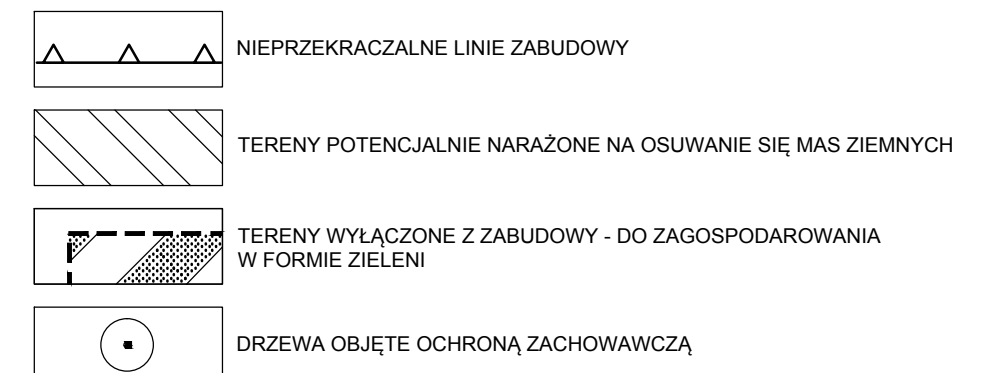 NIEPRZEKRACZALNE LINIE ZABUDOWY
TERENY POTENCJALNIE NARAŻONE NA OSUWANIE SIĘ MAS ZIEMNYCH
TERENY WYŁĄCZONE Z ZABUDOWY - DO ZAGOSPODAROWANIA
W FORMIE ZIELENI
DRZEWA OBJĘTE OCHRONĄ ZACHOWAWCZĄ